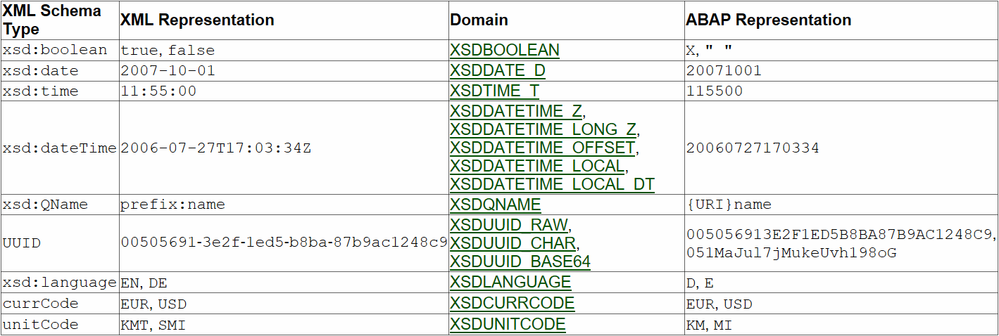 XML Schema Type XML Representation Domain ABAP Representation
xsd:boolean true, false XSDBOOLEAN X, " "
xsd:date 2007-10-01 XSDDATE_D 20071001
xsd:time 11:55:00 XSDTIME_T 115500
xsd:dateTime 2006-07-27T17:03:34Z XSDDATETIME_Z,
XSDDATETIME_LONG_Z,
XSDDATETIME_OFFSET,
XSDDATETIME_LOCAL,
XSDDATETIME_LOCAL_DT 20060727170334
xsd:QName prefix:name XSDQNAME {URI}name
UUID 00505691-3e2f-1ed5-b8ba-87b9ac1248c9 XSDUUID_RAW,
XSDUUID_CHAR,
XSDUUID_BASE64 005056913E2F1ED5B8BA87B9AC1248C9,
051MaJul7jMukeUvh198oG
xsd:language EN, DE XSDLANGUAGE D, E
currCode EUR, USD XSDCURRCODE EUR, USD
unitCode KMT, SMI XSDUNITCODE KM, MI